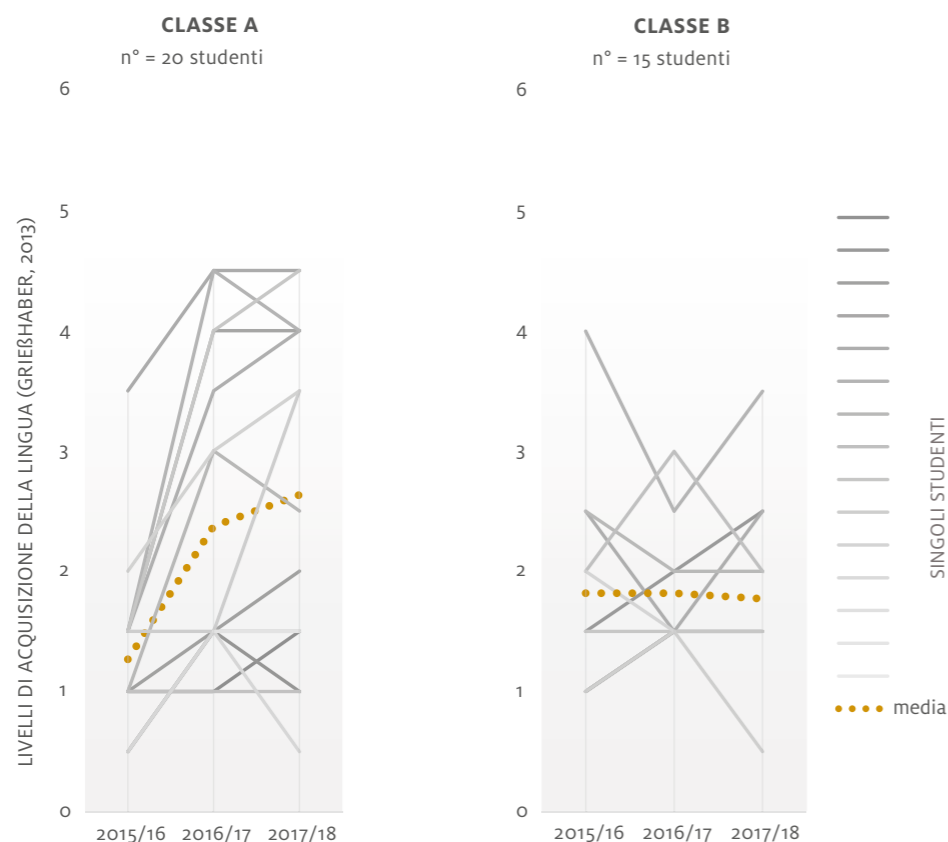 CLASSE A
n° = 20 studenti
CLASSE B
n° = 15 studenti
LIVELLI DI ACQUISIZIONE DELLA LINGUA (GRIEßHABER, 2013)
6
5
4
3
2
1
0
2015/16 2016/17 2017/18
6
5
4
3
2
1
0
2015/16 2016/17 2017/18
SINGOLI STUDENTI
media